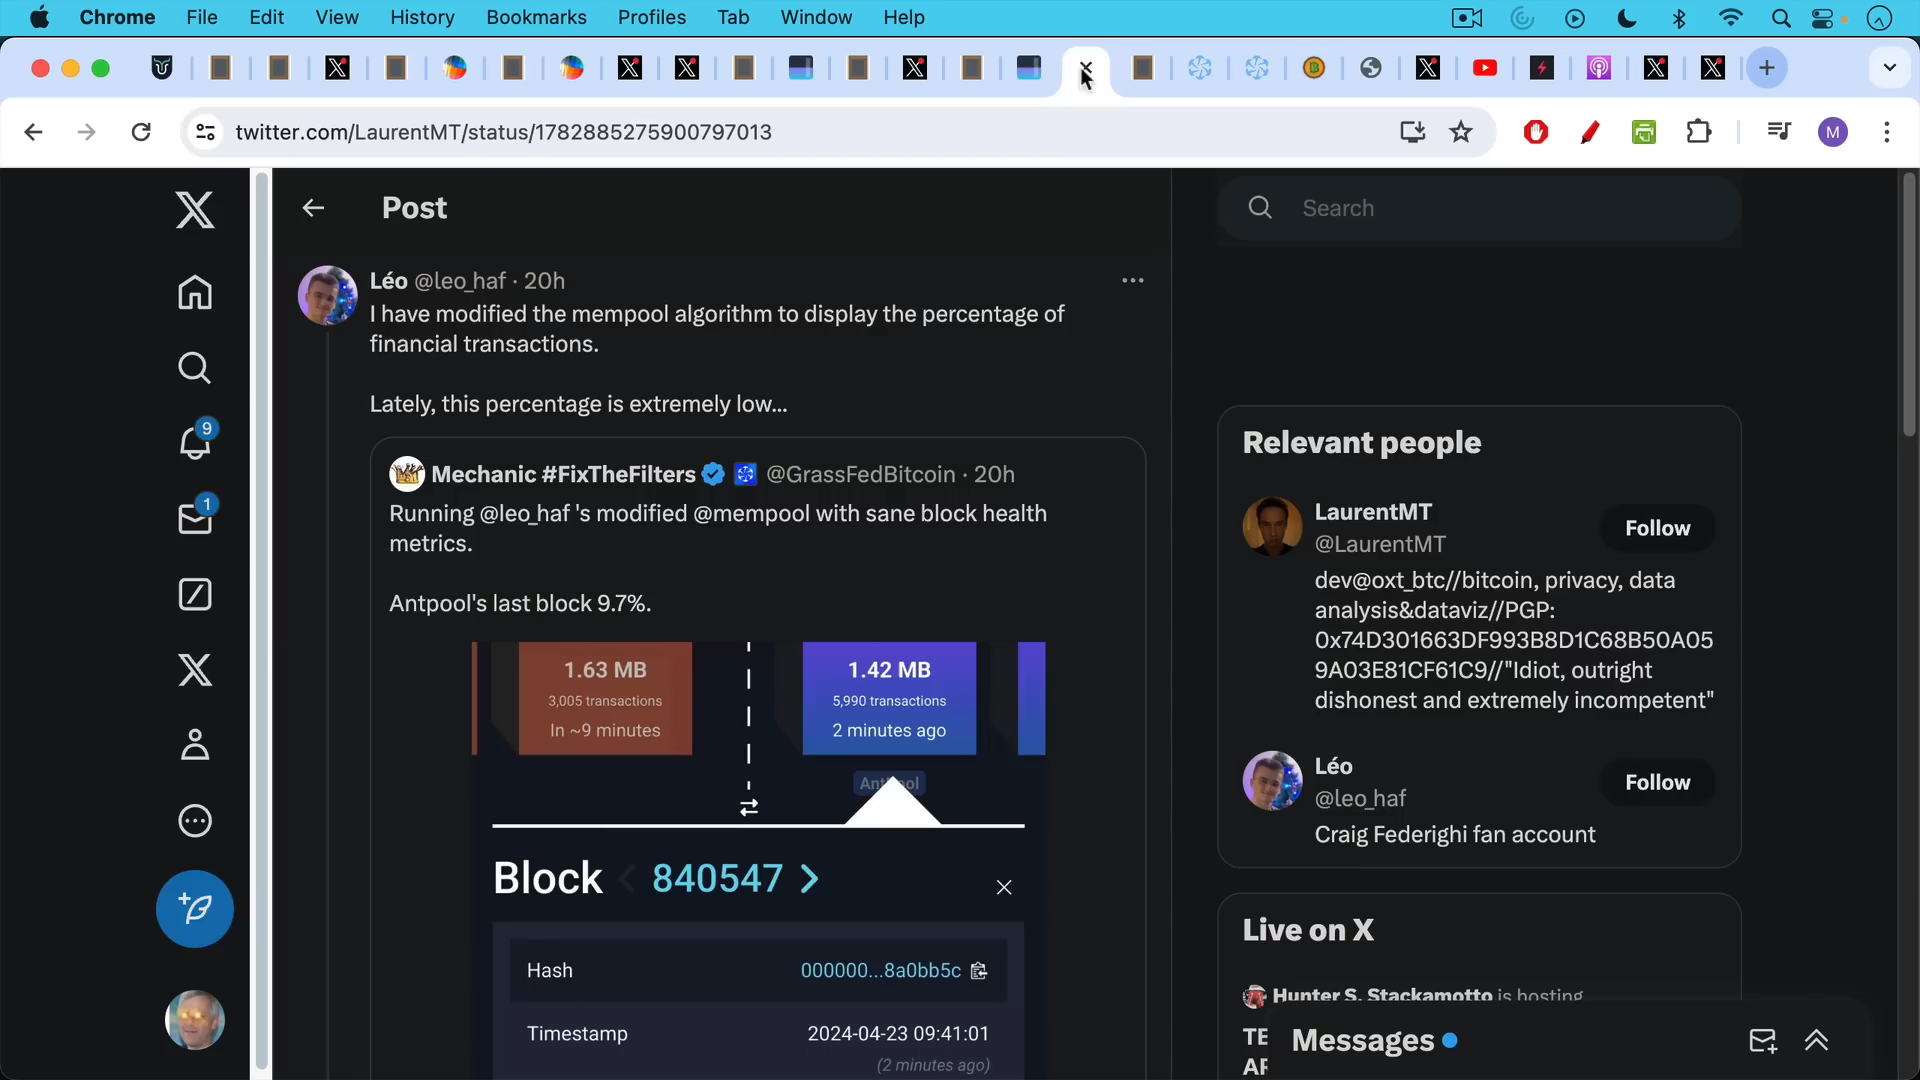 Chrome File Edit View History Bookmarks Profiles Tab Window Help
twitter.com/LaurentMT/status/1782885275900797013
M
Post
Search
Léo @leo_haf · 20h
I have modified the mempool algorithm to display the percentage of
financial transactions.
Lately, this percentage is extremely low...
Mechanic #FixTheFilters @GrassFedBitcoin · 20h
Running @leo_haf 's modified @mempool with sane block health
metrics.
Antpool's last block 9.7%.
1.63 MB
3,005 transactions
In ~9 minutes
1.42 MB
5,990 transactions
2 minutes ago
Block 840547
Hash 000000...8a0bb5c
Timestamp 2024-04-23 09:41:01
(2 minutes ago)
9
1
Relevant people
LaurentMT
@LaurentMT
Follow
dev@oxt_btc//bitcoin, privacy, data
analysis&dataviz//PGP:
0x74D301663DF993B8D1C68B50A05
9A03E81CF61C9//"Idiot, outright
dishonest and extremely incompetent"
Léo
@leo_haf
Follow
Craig Federighi fan account
Live on X
Hunter S. Stackamotto is hosting
Messages